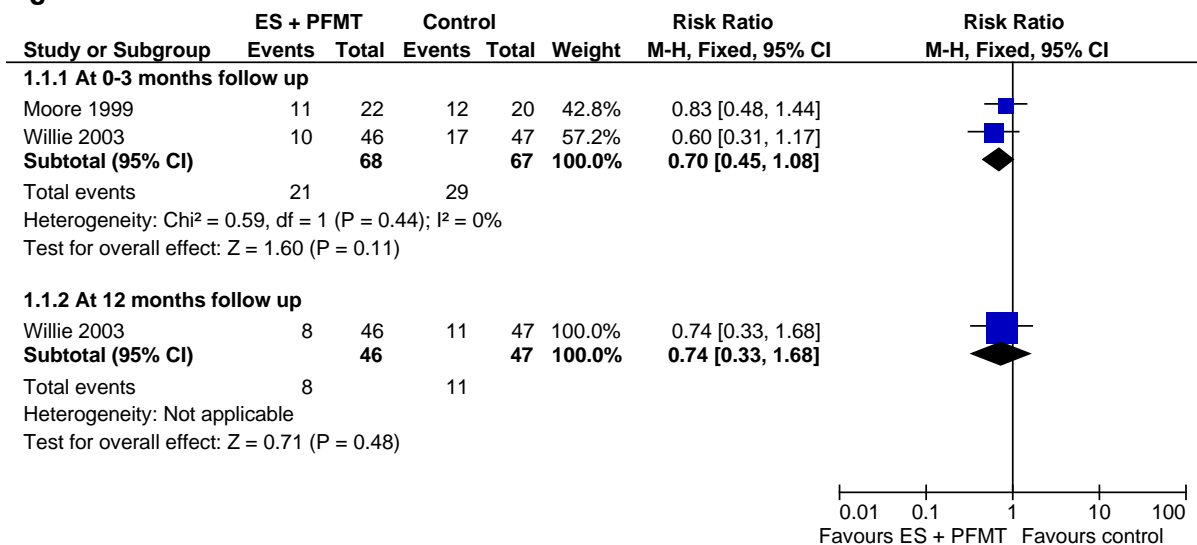 ES + PFMT Control Risk Ratio Risk Ratio
Study or Subgroup Events Total Events Total Weight M-H, Fixed, 95% CI M-H, Fixed, 95% CI
1.1.1 At 0-3 months follow up
Moore 1999 11 22 12 20 42.8% 0.83 [0.48, 1.44]
Willie 2003 10 46 17 47 57.2% 0.60 [0.31, 1.17]
Subtotal (95% CI) 68 67 100.0% 0.70 [0.45, 1.08]
Total events 21 29
Heterogeneity: Chi² = 0.59, df = 1 (P = 0.44); I² = 0%
Test for overall effect: Z = 1.60 (P = 0.11)
1.1.2 At 12 months follow up
Willie 2003 8 46 11 47 100.0% 0.74 [0.33, 1.68]
Subtotal (95% CI) 46 47 100.0% 0.74 [0.33, 1.68]
Total events 8 11
Heterogeneity: Not applicable
Test for overall effect: Z = 0.71 (P = 0.48)
0.01 0.1 1 10 100
Favours ES + PFMT Favours control